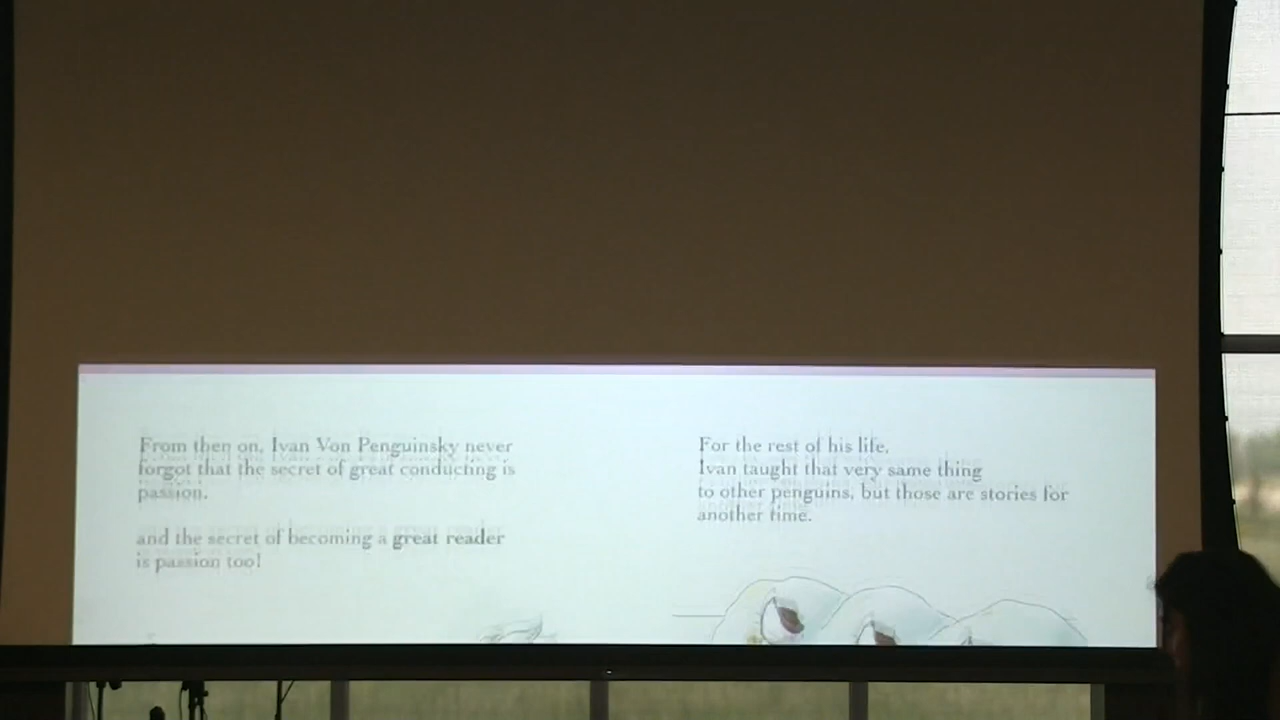 From then on, Ivan Von Penguinsky never
forgot that the secret of great conducting is
passion.
and the secret of becoming a great reader
is passion too!
For the rest of his life,
Ivan taught that very same thing
to other penguins, but those are stories for
another time.